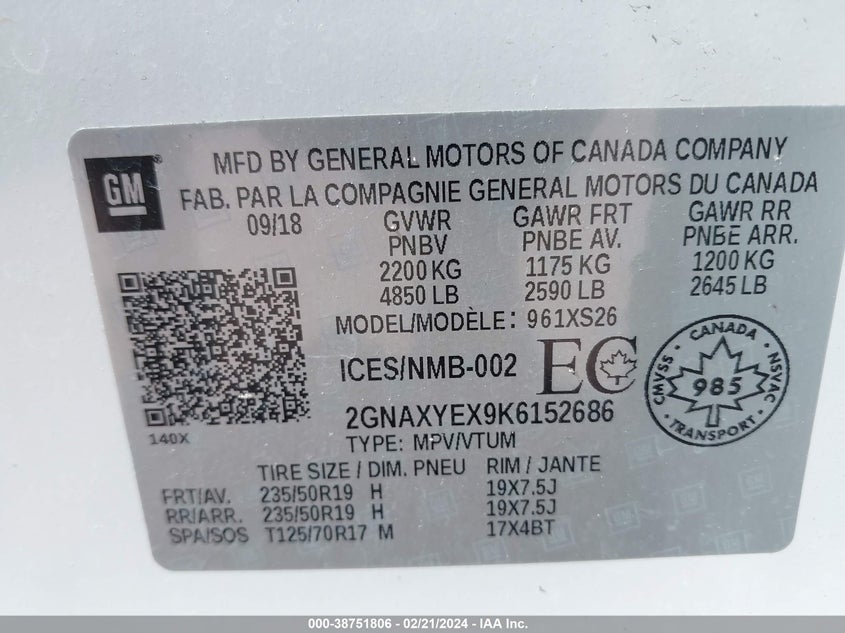 GM
MFD BY GENERAL MOTORS OF CANADA COMPANY
FAB. PAR LA COMPAGNIE GENERAL MOTORS DU CANADA
09/18 GVWR GAWR FRT GAWR RR
PNBV PNBE AV. PNBE ARR.
2200 KG 1175 KG 1200 KG
4850 LB 2590 LB 2645 LB
MODEL/MODÈLE: 961XS26
ICES/NMB-002 EC
CANADA
CMVSS 985 NSVAC
TRANSPORT
140X
2GNAXYEX9K6152686
TYPE: MPV/VTUM
TIRE SIZE / DIM. PNEU RIM / JANTE
FRT/AV. 235/50R19 H 19X7.5J
RR/ARR. 235/50R19 H 19X7.5J
SPA/SOS T125/70R17 M 17X4BT
000-38751806 - 02/21/2024 - IAA Inc.